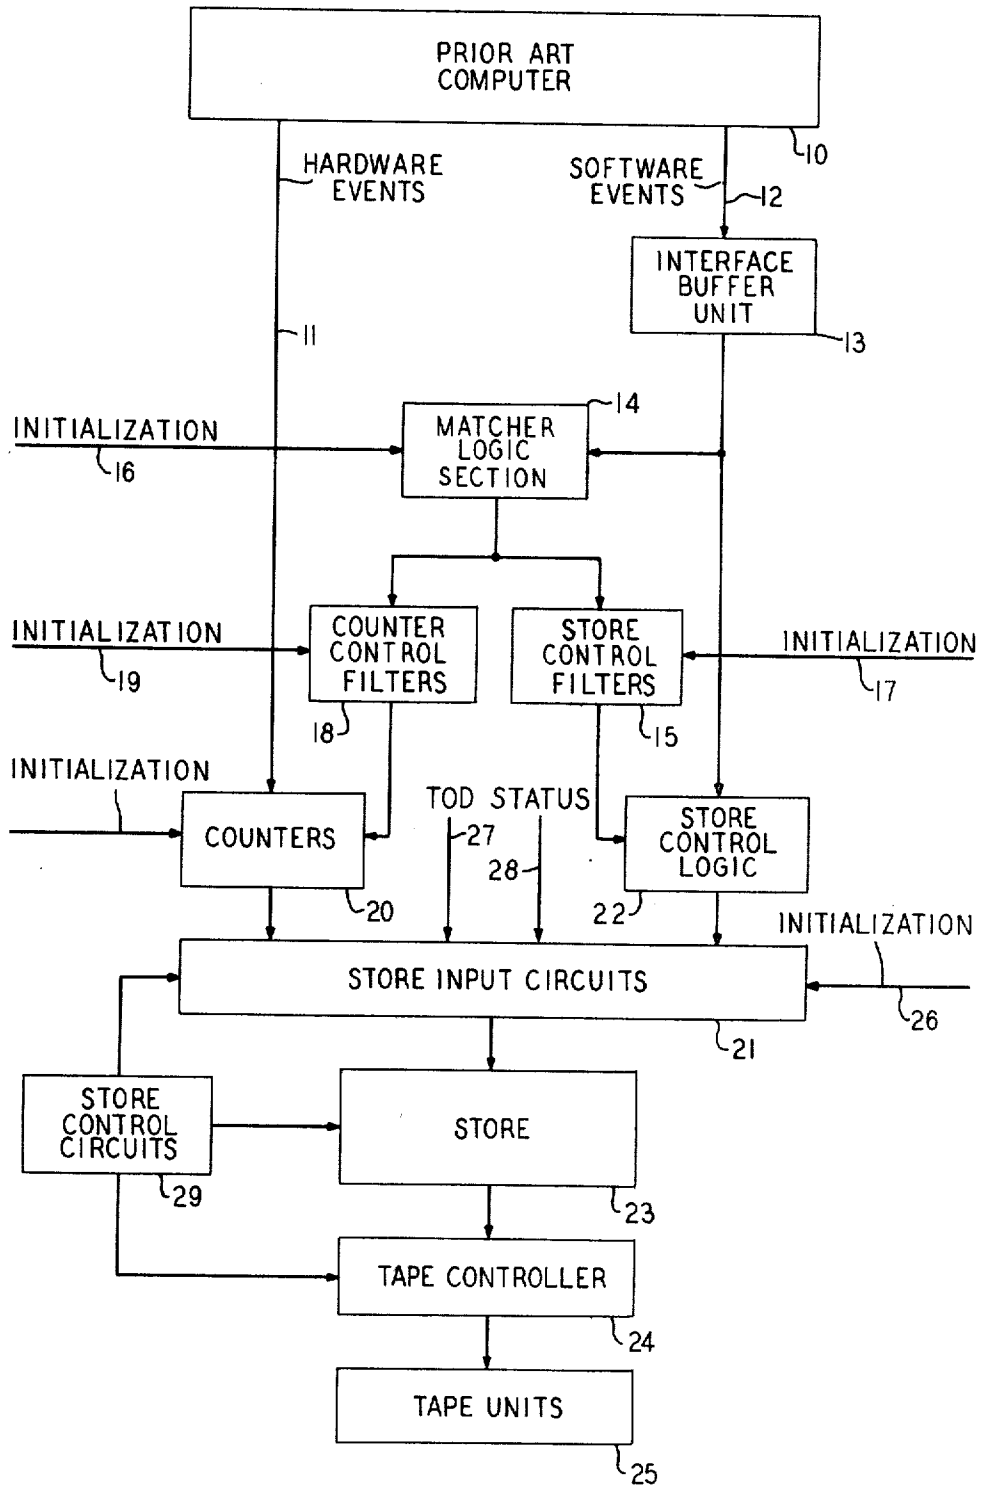 PRIOR ART
COMPUTER
10
HARDWARE
EVENTS
SOFTWARE
EVENTS
12
INTERFACE
BUFFER
UNIT
13
11
14
INITIALIZATION
16
MATCHER
LOGIC
SECTION
INITIALIZATION
19
COUNTER
CONTROL
FILTERS
18
STORE
CONTROL
FILTERS
15
INITIALIZATION
17
INITIALIZATION
COUNTERS
20
TOD STATUS
27
28
STORE
CONTROL
LOGIC
22
INITIALIZATION
26
STORE INPUT CIRCUITS
21
STORE
CONTROL
CIRCUITS
29
STORE
23
TAPE CONTROLLER
24
TAPE UNITS
25